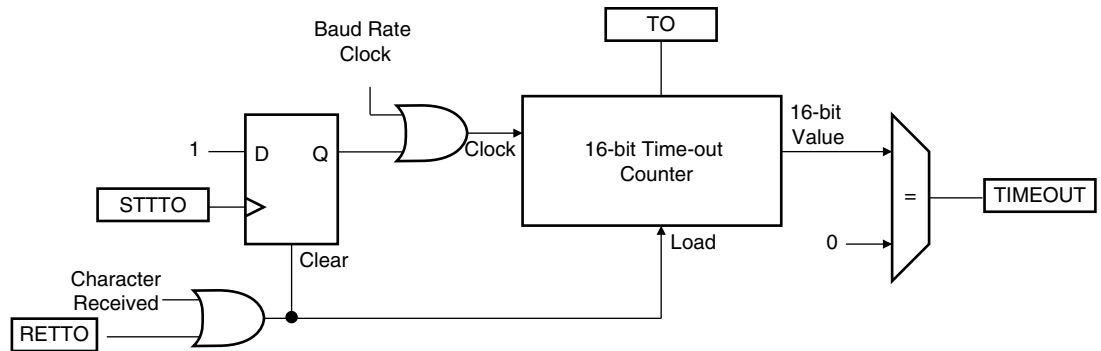 TO
Baud Rate
Clock
16-bit
Value
1
D
Q
Clock
16-bit Time-out
Counter
STTTO
=
TIMEOUT
Clear
Load
0
Character
Received
RETTO